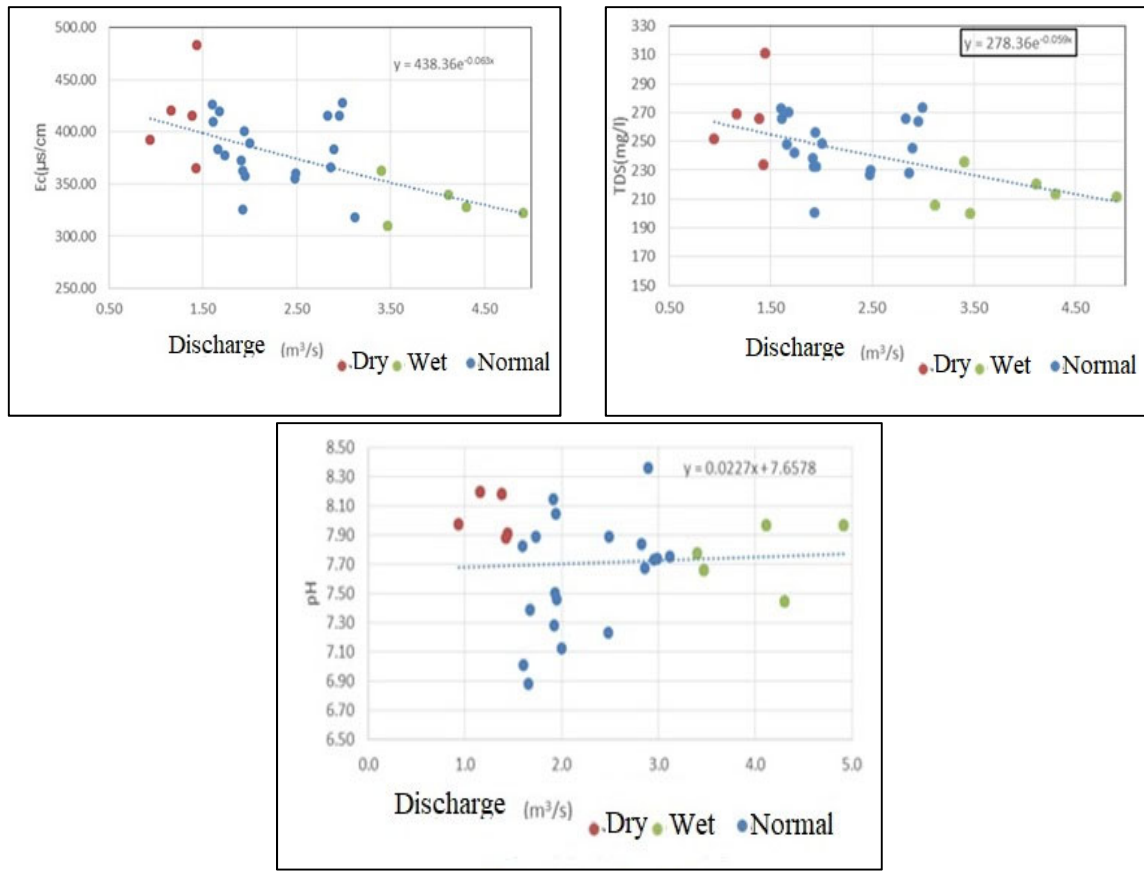 500.00
y = 438.36e^-0.063x
450.00
400.00
350.00
300.00
250.00
Ec(µs/cm
0.50 1.50 2.50 3.50 4.50
Discharge (m³/s)
Dry Wet Normal
330
y = 278.36e^-0.059x
310
290
270
250
230
210
190
170
150
TDS(mg/l)
0.50 1.50 2.50 3.50 4.50
Discharge (m³/s)
Dry Wet Normal
8.50
y = 0.0227x + 7.6578
8.30
8.10
7.90
7.70
7.50
7.30
7.10
6.90
6.70
6.50
pH
0.0 1.0 2.0 3.0 4.0 5.0
Discharge (m³/s)
Dry Wet Normal